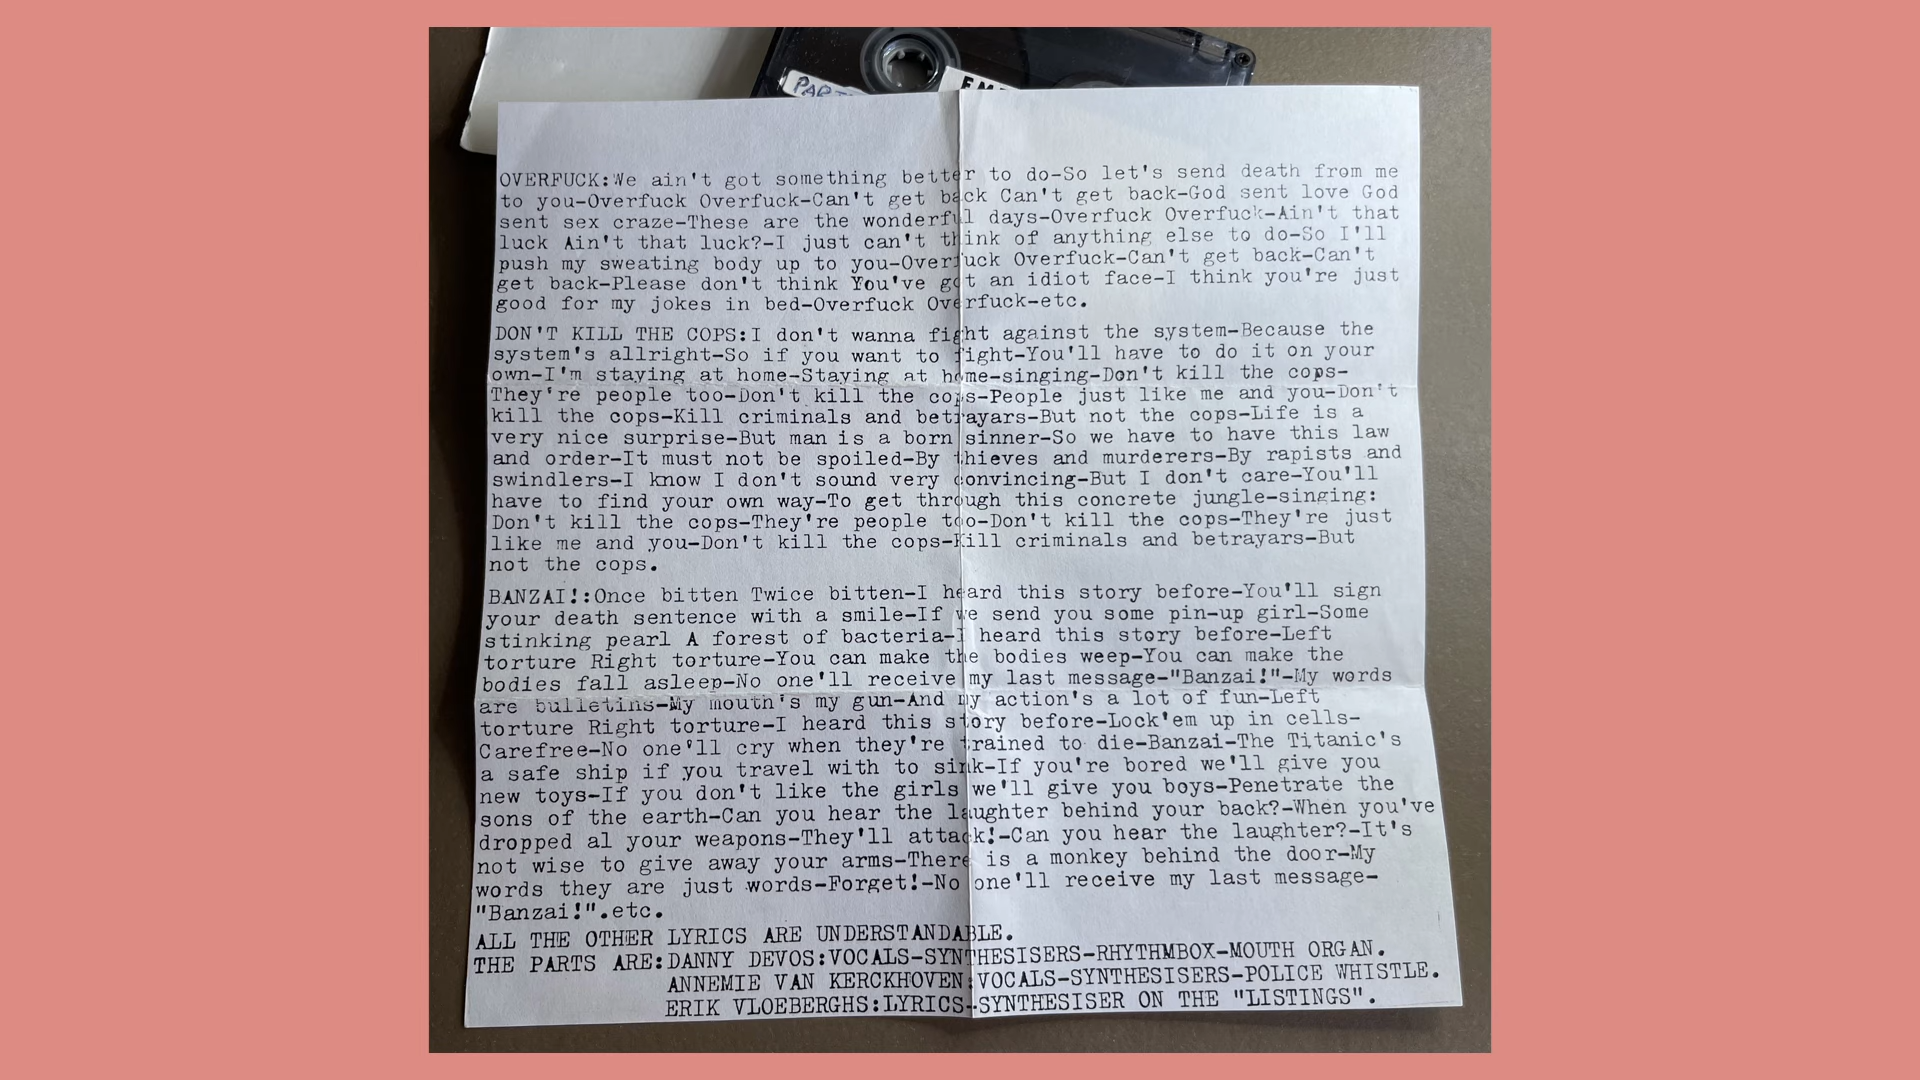 PART
EM
OVERFUCK:We ain't got something better to do-So let's send death from me
to you-Overfuck Overfuck-Can't get back Can't get back-God sent love God
sent sex craze-These are the wonderful days-Overfuck Overfuck-Ain't that
luck Ain't that luck?-I just can't think of anything else to do-So I'll
push my sweating body up to you-Overfuck Overfuck-Can't get back-Can't
get back-Please don't think You've got an idiot face-I think you're just
good for my jokes in bed-Overfuck Overfuck-etc.
DON'T KILL THE COPS:I don't wanna fight against the system-Because the
system's allright-So if you want to fight-You'll have to do it on your
own-I'm staying at home-Staying at home-singing-Don't kill the cops-
They're people too-Don't kill the cops-People just like me and you-Don't
kill the cops-Kill criminals and betrayars-But not the cops-Life is a
very nice surprise-But man is a born sinner-So we have to have this law
and order-It must not be spoiled-By thieves and murderers-By rapists and
swindlers-I know I don't sound very convincing-But I don't care-You'll
have to find your own way-To get through this concrete jungle-singing:
Don't kill the cops-They're people too-Don't kill the cops-They're just
like me and you-Don't kill the cops-Kill criminals and betrayars-But
not the cops.
BANZAI!:Once bitten Twice bitten-I heard this story before-You'll sign
your death sentence with a smile-If we send you some pin-up girl-Some
stinking pearl A forest of bacteria-I heard this story before-Left
torture Right torture-You can make the bodies weep-You can make the
bodies fall asleep-No one'll receive my last message-"Banzai!"-My words
are bulletins-My mouth's my gun-And my action's a lot of fun-Left
torture Right torture-I heard this story before-Lock'em up in cells-
Carefree-No one'll cry when they're trained to die-Banzai-The Titanic's
a safe ship if you travel with to sink-If you're bored we'll give you
new toys-If you don't like the girls we'll give you boys-Penetrate the
sons of the earth-Can you hear the laughter behind your back?-When you've
dropped al your weapons-They'll attack!-Can you hear the laughter?-It's
not wise to give away your arms-There is a monkey behind the door-My
words they are just words-Forget!-No one'll receive my last message-
"Banzai!".etc.
ALL THE OTHER LYRICS ARE UNDERSTANDABLE.
THE PARTS ARE:DANNY DEVOS:VOCALS-SYNTHESISERS-RHYTHMBOX-MOUTH ORGAN.
ANNEMIE VAN KERCKHOVEN:VOCALS-SYNTHESISERS-POLICE WHISTLE.
ERIK VLOEBERGHS:LYRICS-SYNTHESISER ON THE "LISTINGS".